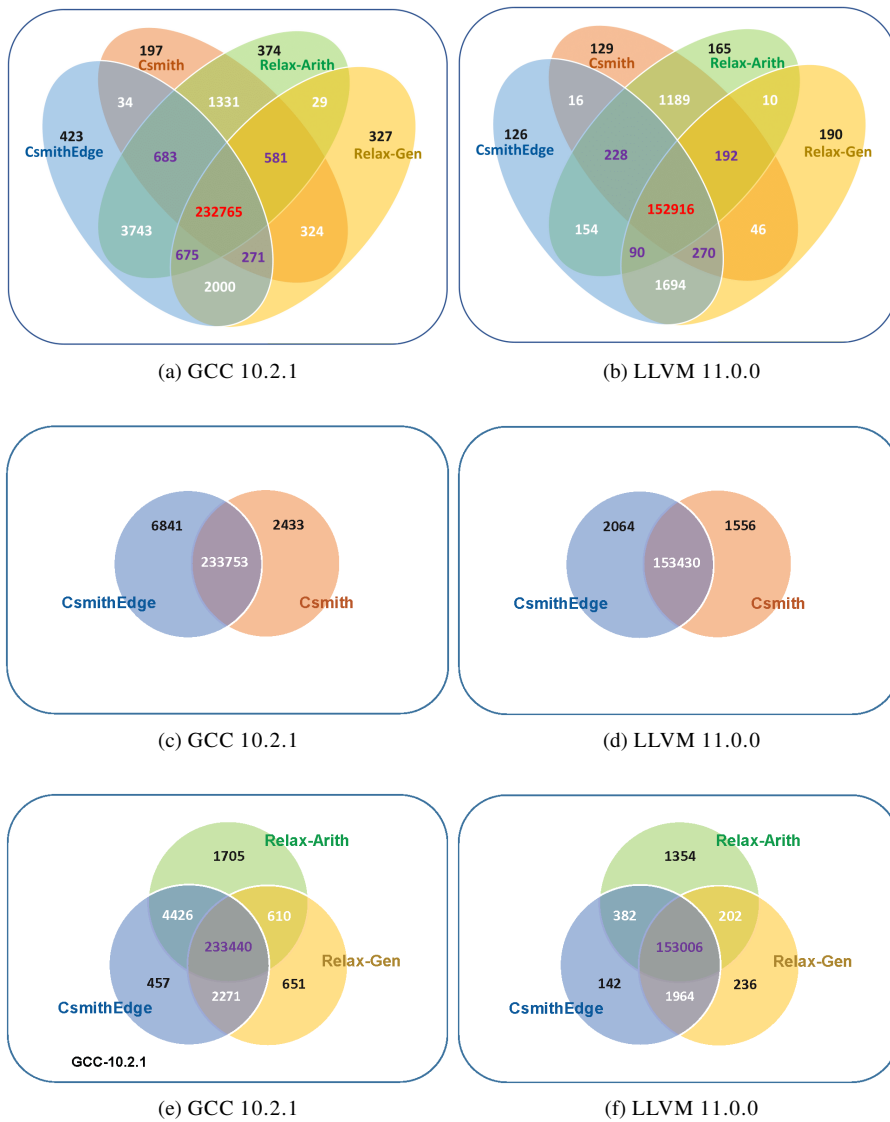 197
Csmith
374
Relax-Arith
34
1331
29
423
CsmithEdge
327
Relax-Gen
683
581
232765
3743
324
675
271
2000
(a) GCC 10.2.1
129
Csmith
165
Relax-Arith
16
1189
10
126
CsmithEdge
190
Relax-Gen
228
192
152916
154
46
90
270
1694
(b) LLVM 11.0.0
6841
2433
233753
CsmithEdge
Csmith
(c) GCC 10.2.1
2064
1556
153430
CsmithEdge
Csmith
(d) LLVM 11.0.0
Relax-Arith
1705
4426
610
233440
Relax-Gen
457
2271
651
CsmithEdge
GCC-10.2.1
(e) GCC 10.2.1
Relax-Arith
1354
382
202
153006
Relax-Gen
142
1964
236
CsmithEdge
(f) LLVM 11.0.0